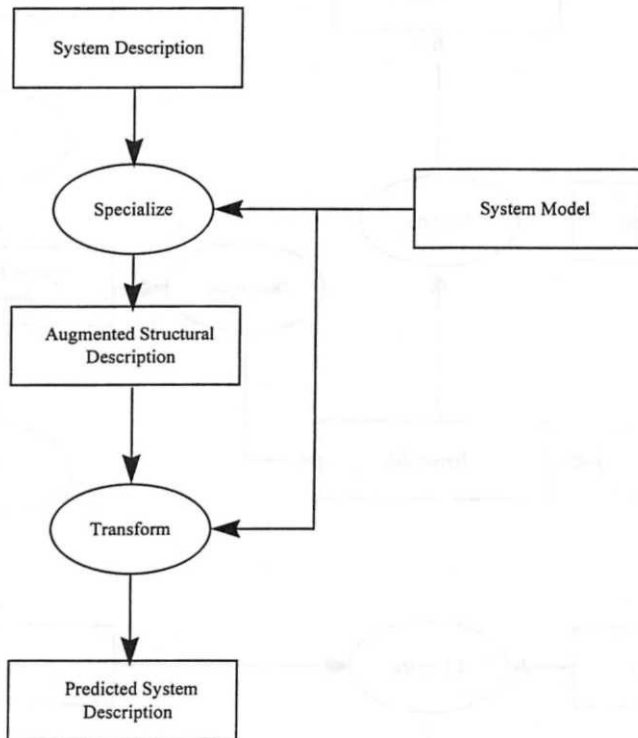 System Description
Specialize
System Model
Augmented Structural
Description
Transform
Predicted System
Description